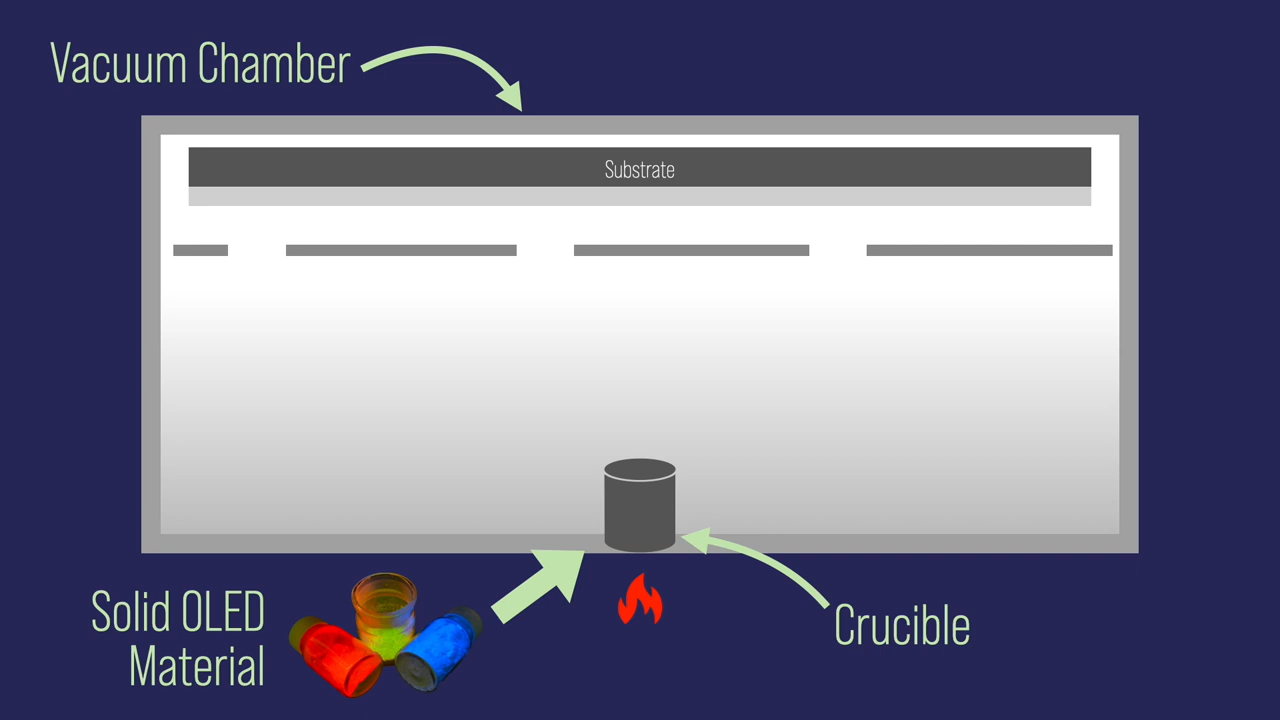 Vacuum Chamber
Substrate
Solid OLED
Material
Crucible